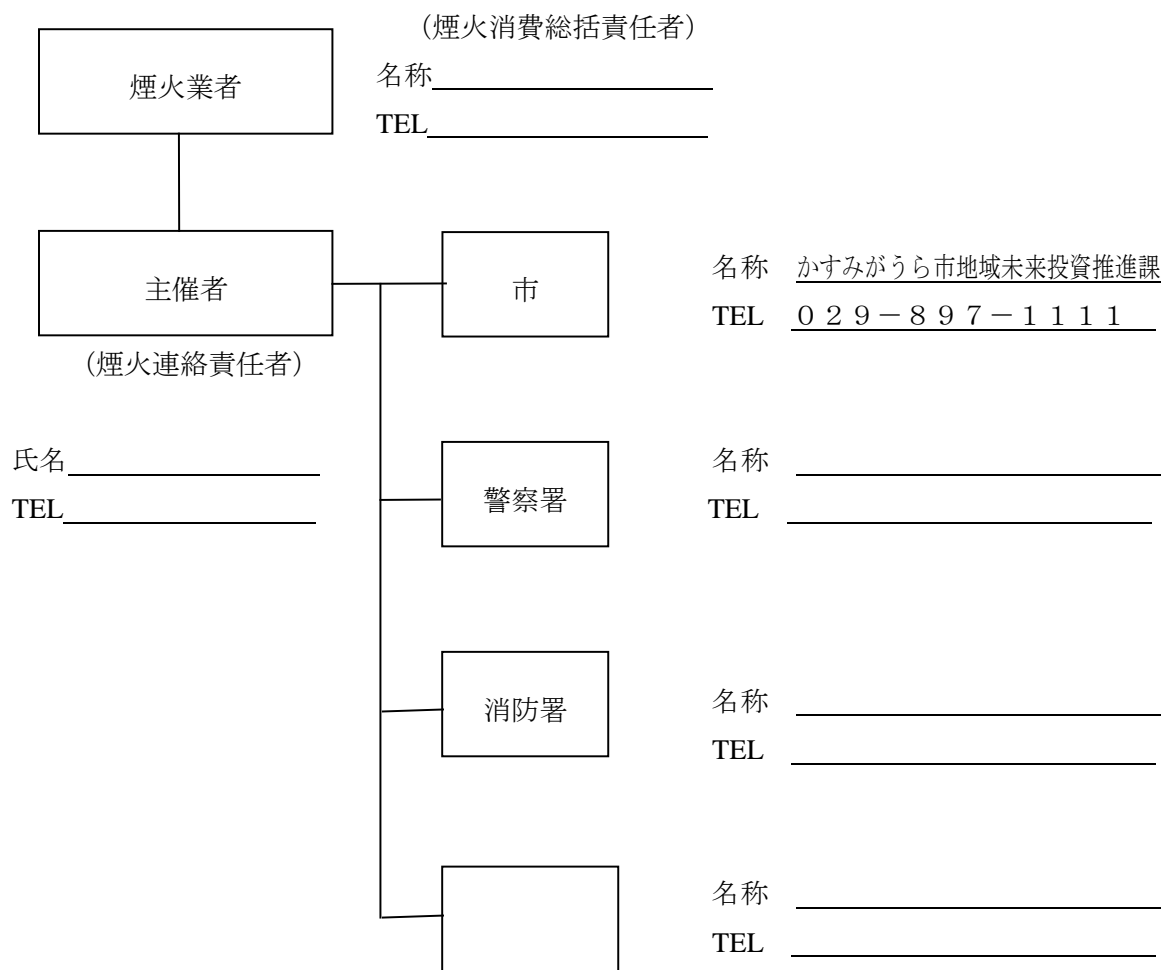 (煙火消費総括責任者)
煙火業者
名称
TEL
主催者
(煙火連絡責任者)
氏名
TEL
市
名称 かすみがうら市地域未来投資推進課
TEL 029-897-1111
警察署
名称
TEL
消防署
名称
TEL
名称
TEL